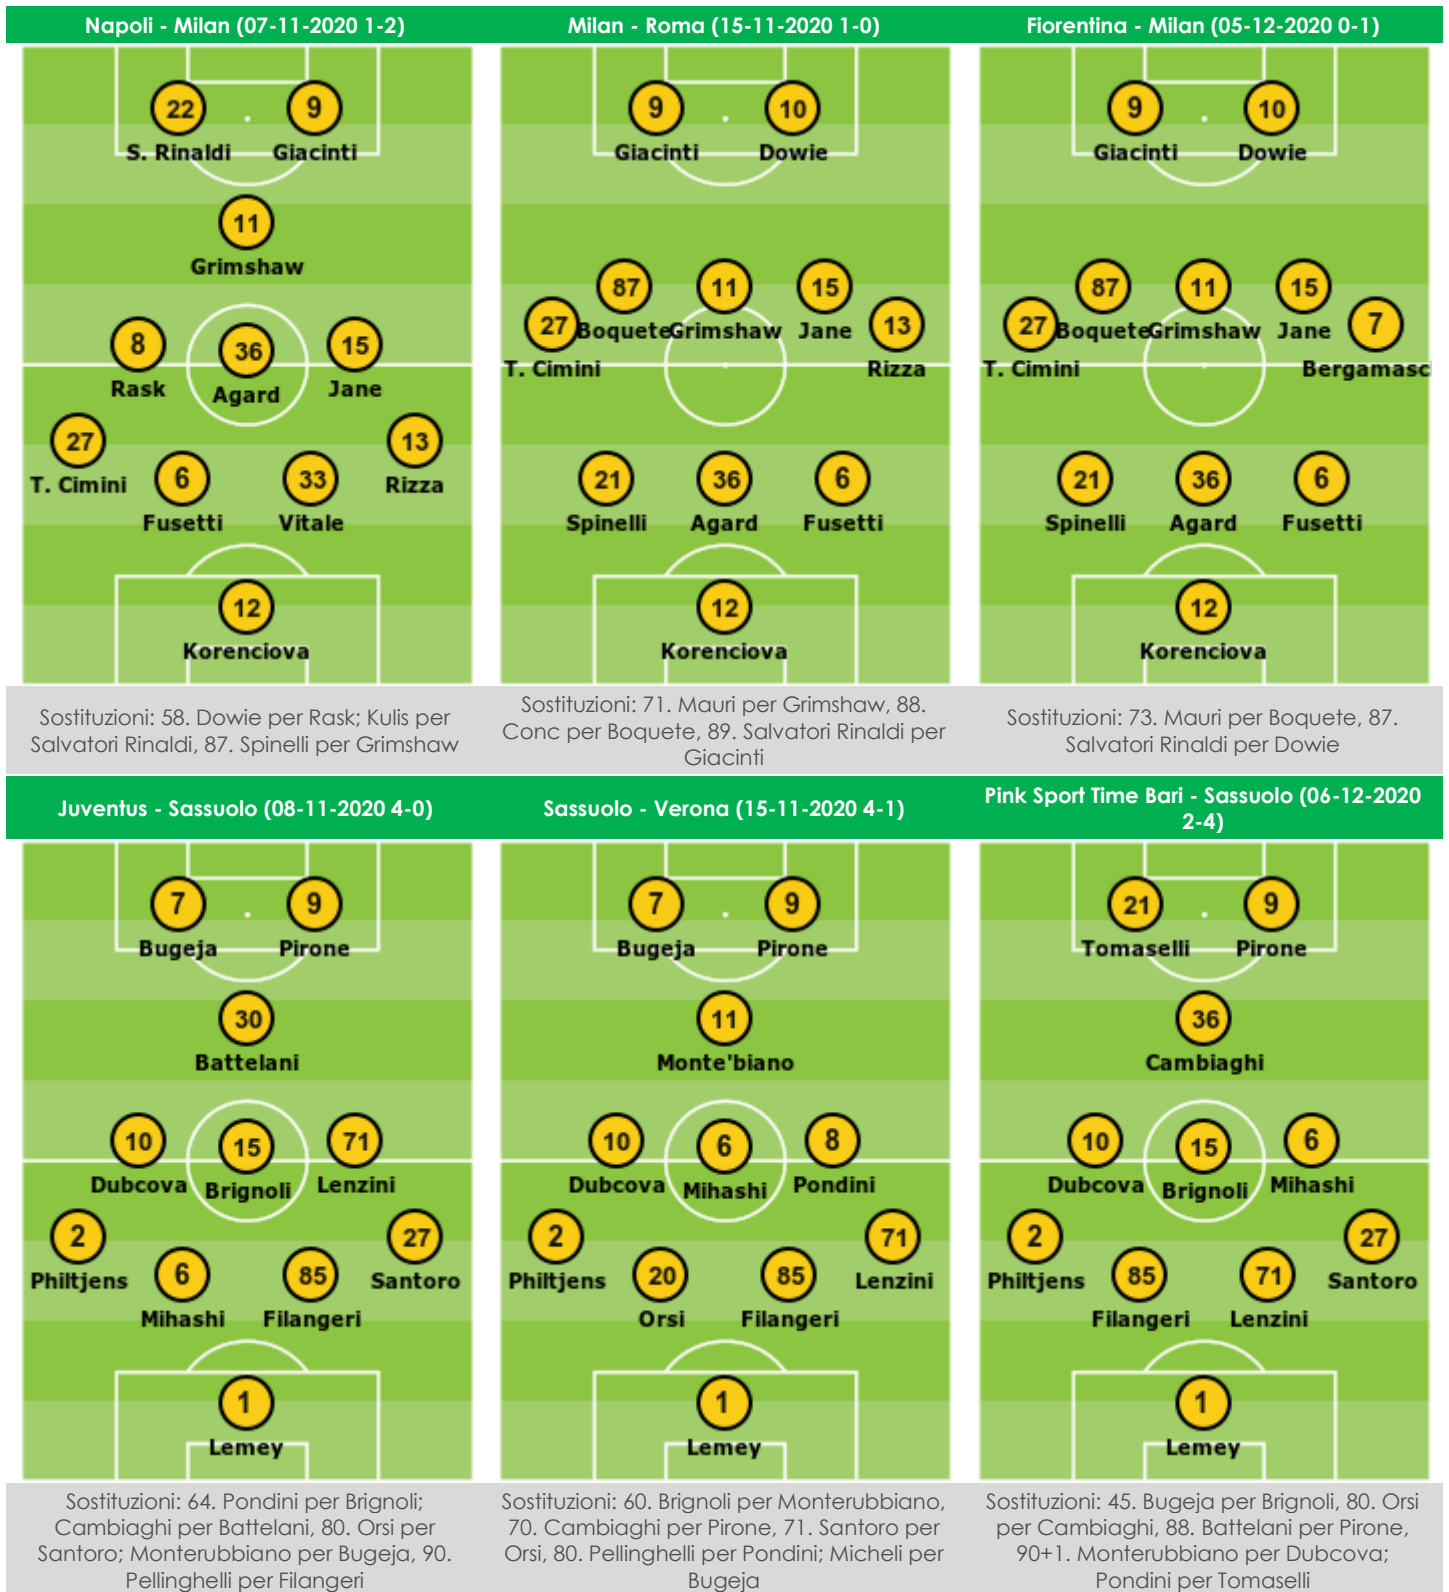 Napoli - Milan (07-11-2020 1-2)
22 9
S. Rinaldi Giacinti
11
Grimshaw
8 36 15
Rask Agard Jane
27 13
T. Cimini Rizza
6 33
Fusetti Vitale
12
Korenciova
Sostituzioni: 58. Dowie per Rask; Kulis per
Salvatori Rinaldi, 87. Spinelli per Grimshaw
Milan - Roma (15-11-2020 1-0)
9 10
Giacinti Dowie
87 11 15
27 13
Boquete Grimshaw Jane
T. Cimini Rizza
21 36 6
Spinelli Agard Fusetti
12
Korenciova
Sostituzioni: 71. Mauri per Grimshaw, 88.
Conc per Boquete, 89. Salvatori Rinaldi per
Giacinti
Fiorentina - Milan (05-12-2020 0-1)
9 10
Giacinti Dowie
87 11 15
27 7
Boquete Grimshaw Jane
T. Cimini Bergamasc
21 36 6
Spinelli Agard Fusetti
12
Korenciova
Sostituzioni: 73. Mauri per Boquete, 87.
Salvatori Rinaldi per Dowie
Juventus - Sassuolo (08-11-2020 4-0)
7 9
Bugeja Pirone
30
Battelani
10 15 71
Dubcova Brignoli Lenzini
2 27
Philtjens Santoro
6 85
Mihashi Filangeri
1
Lemey
Sostituzioni: 64. Pondini per Brignoli;
Cambiaghi per Battelani, 80. Orsi per
Santoro; Monterubbiano per Bugeja, 90.
Pellinghelli per Filangeri
Sassuolo - Verona (15-11-2020 4-1)
7 9
Bugeja Pirone
11
Monte'biano
10 6 8
Dubcova Mihashi Pondini
2 71
Philtjens Lenzini
20 85
Orsi Filangeri
1
Lemey
Sostituzioni: 60. Brignoli per Monterubbiano,
70. Cambiaghi per Pirone, 71. Santoro per
Orsi, 80. Pellinghelli per Pondini; Micheli per
Bugeja
Pink Sport Time Bari - Sassuolo (06-12-2020
2-4)
21 9
Tomaselli Pirone
36
Cambiaghi
10 15 6
Dubcova Brignoli Mihashi
2 27
Philtjens Santoro
85 71
Filangeri Lenzini
1
Lemey
Sostituzioni: 45. Bugeja per Brignoli, 80. Orsi
per Cambiaghi, 88. Battelani per Pirone,
90+1. Monterubbiano per Dubcova;
Pondini per Tomaselli